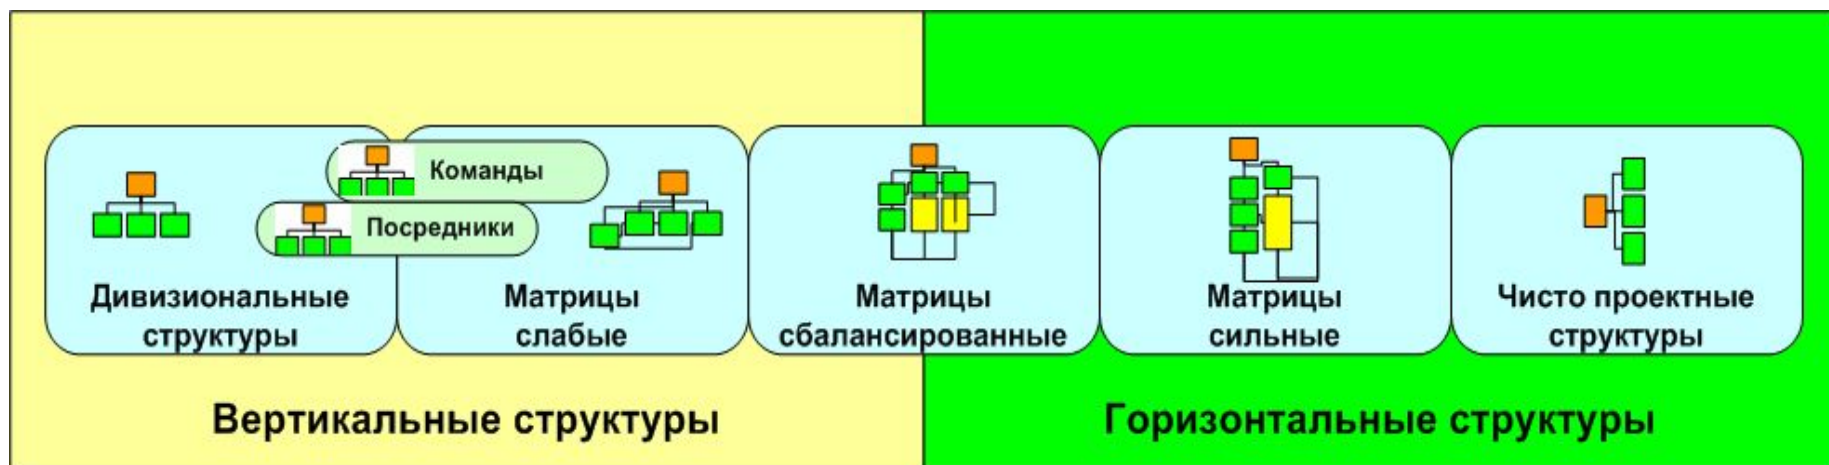 Команды
Посредники
Дивизиональные
структуры
Матрицы
слабые
Матрицы
сбалансированные
Матрицы
сильные
Чисто проектные
структуры
Вертикальные структуры
Горизонтальные структуры